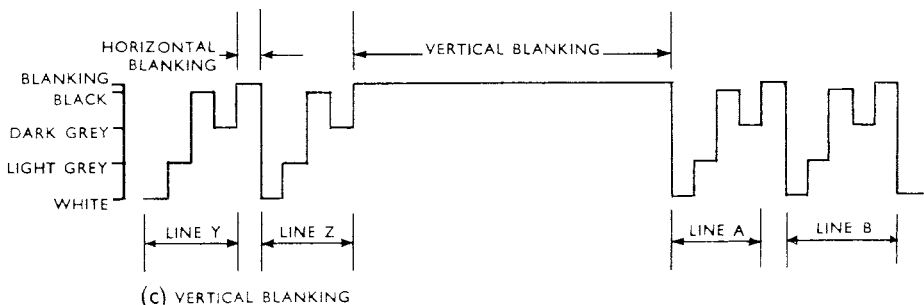 HORIZONTAL
BLANKING
VERTICAL BLANKING
BLANKING
BLACK
DARK GREY
LIGHT GREY
WHITE
LINE Y
LINE Z
LINE A
LINE B
(c) VERTICAL BLANKING